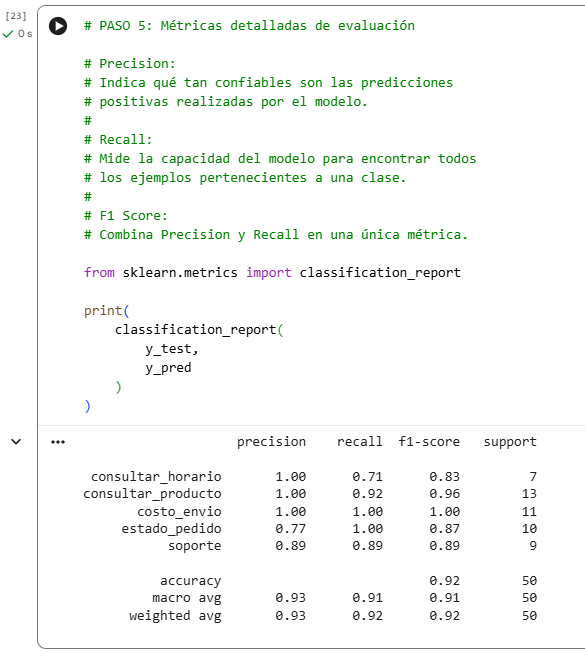 [23]
0 s
# PASO 5: Métricas detalladas de evaluación
# Precision:
# Indica qué tan confiables son las predicciones
# positivas realizadas por el modelo.
#
# Recall:
# Mide la capacidad del modelo para encontrar todos
# los ejemplos pertenecientes a una clase.
#
# F1 Score:
# Combina Precision y Recall en una única métrica.
from sklearn.metrics import classification_report
print(
    classification_report(
        y_test,
        y_pred
    )
)
precision recall f1-score support
consultar_horario 1.00 0.71 0.83 7
consultar_producto 1.00 0.92 0.96 13
costo_envio 1.00 1.00 1.00 11
estado_pedido 0.77 1.00 0.87 10
soporte 0.89 0.89 0.89 9
accuracy 0.92 50
macro avg 0.93 0.91 0.91 50
weighted avg 0.93 0.92 0.92 50